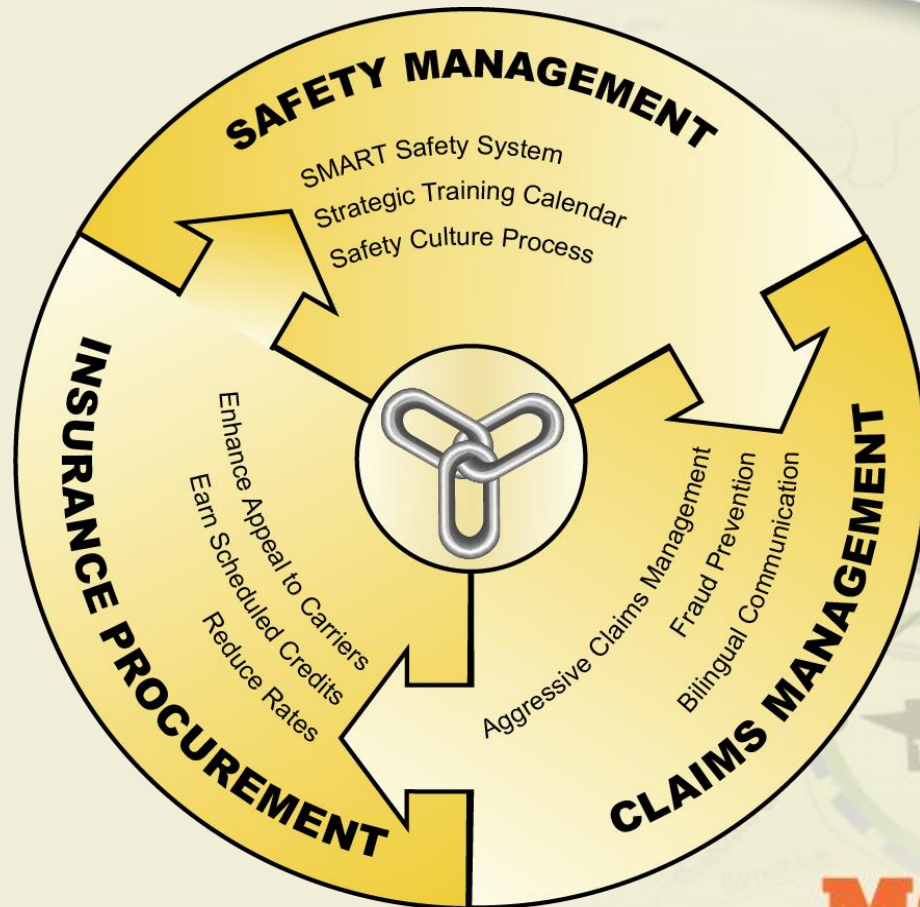 SAFETY MANAGEMENT
SMART Safety System
Strategic Training Calendar
Safety Culture Process
CLAIMS MANAGEMENT
Aggressive Claims Management
Fraud Prevention
Bilingual Communication
INSURANCE PROCUREMENT
Enhance Appeal to Carriers
Earn Scheduled Credits
Reduce Rates